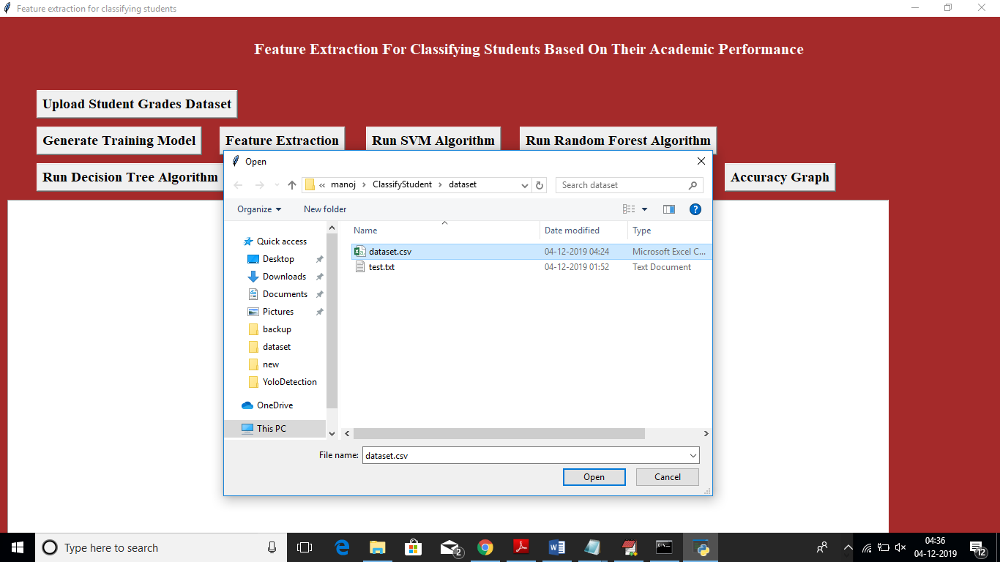 Feature extraction for classifying students
Feature Extraction For Classifying Students Based On Their Academic Performance
Upload Student Grades Dataset
Generate Training Model Feature Extraction Run SVM Algorithm Run Random Forest Algorithm
Run Decision Tree Algorithm Accuracy Graph
Open
« manoj › ClassifyStudent › dataset Search dataset
Organize New folder
Name Date modified Type
Quick access
Desktop
Downloads
Documents
Pictures
backup
dataset
new
YoloDetection
OneDrive
This PC
dataset.csv 04-12-2019 04:24 Microsoft Excel C...
test.txt 04-12-2019 01:52 Text Document
File name: dataset.csv
Open Cancel
Type here to search
2
04:36
04-12-2019
12